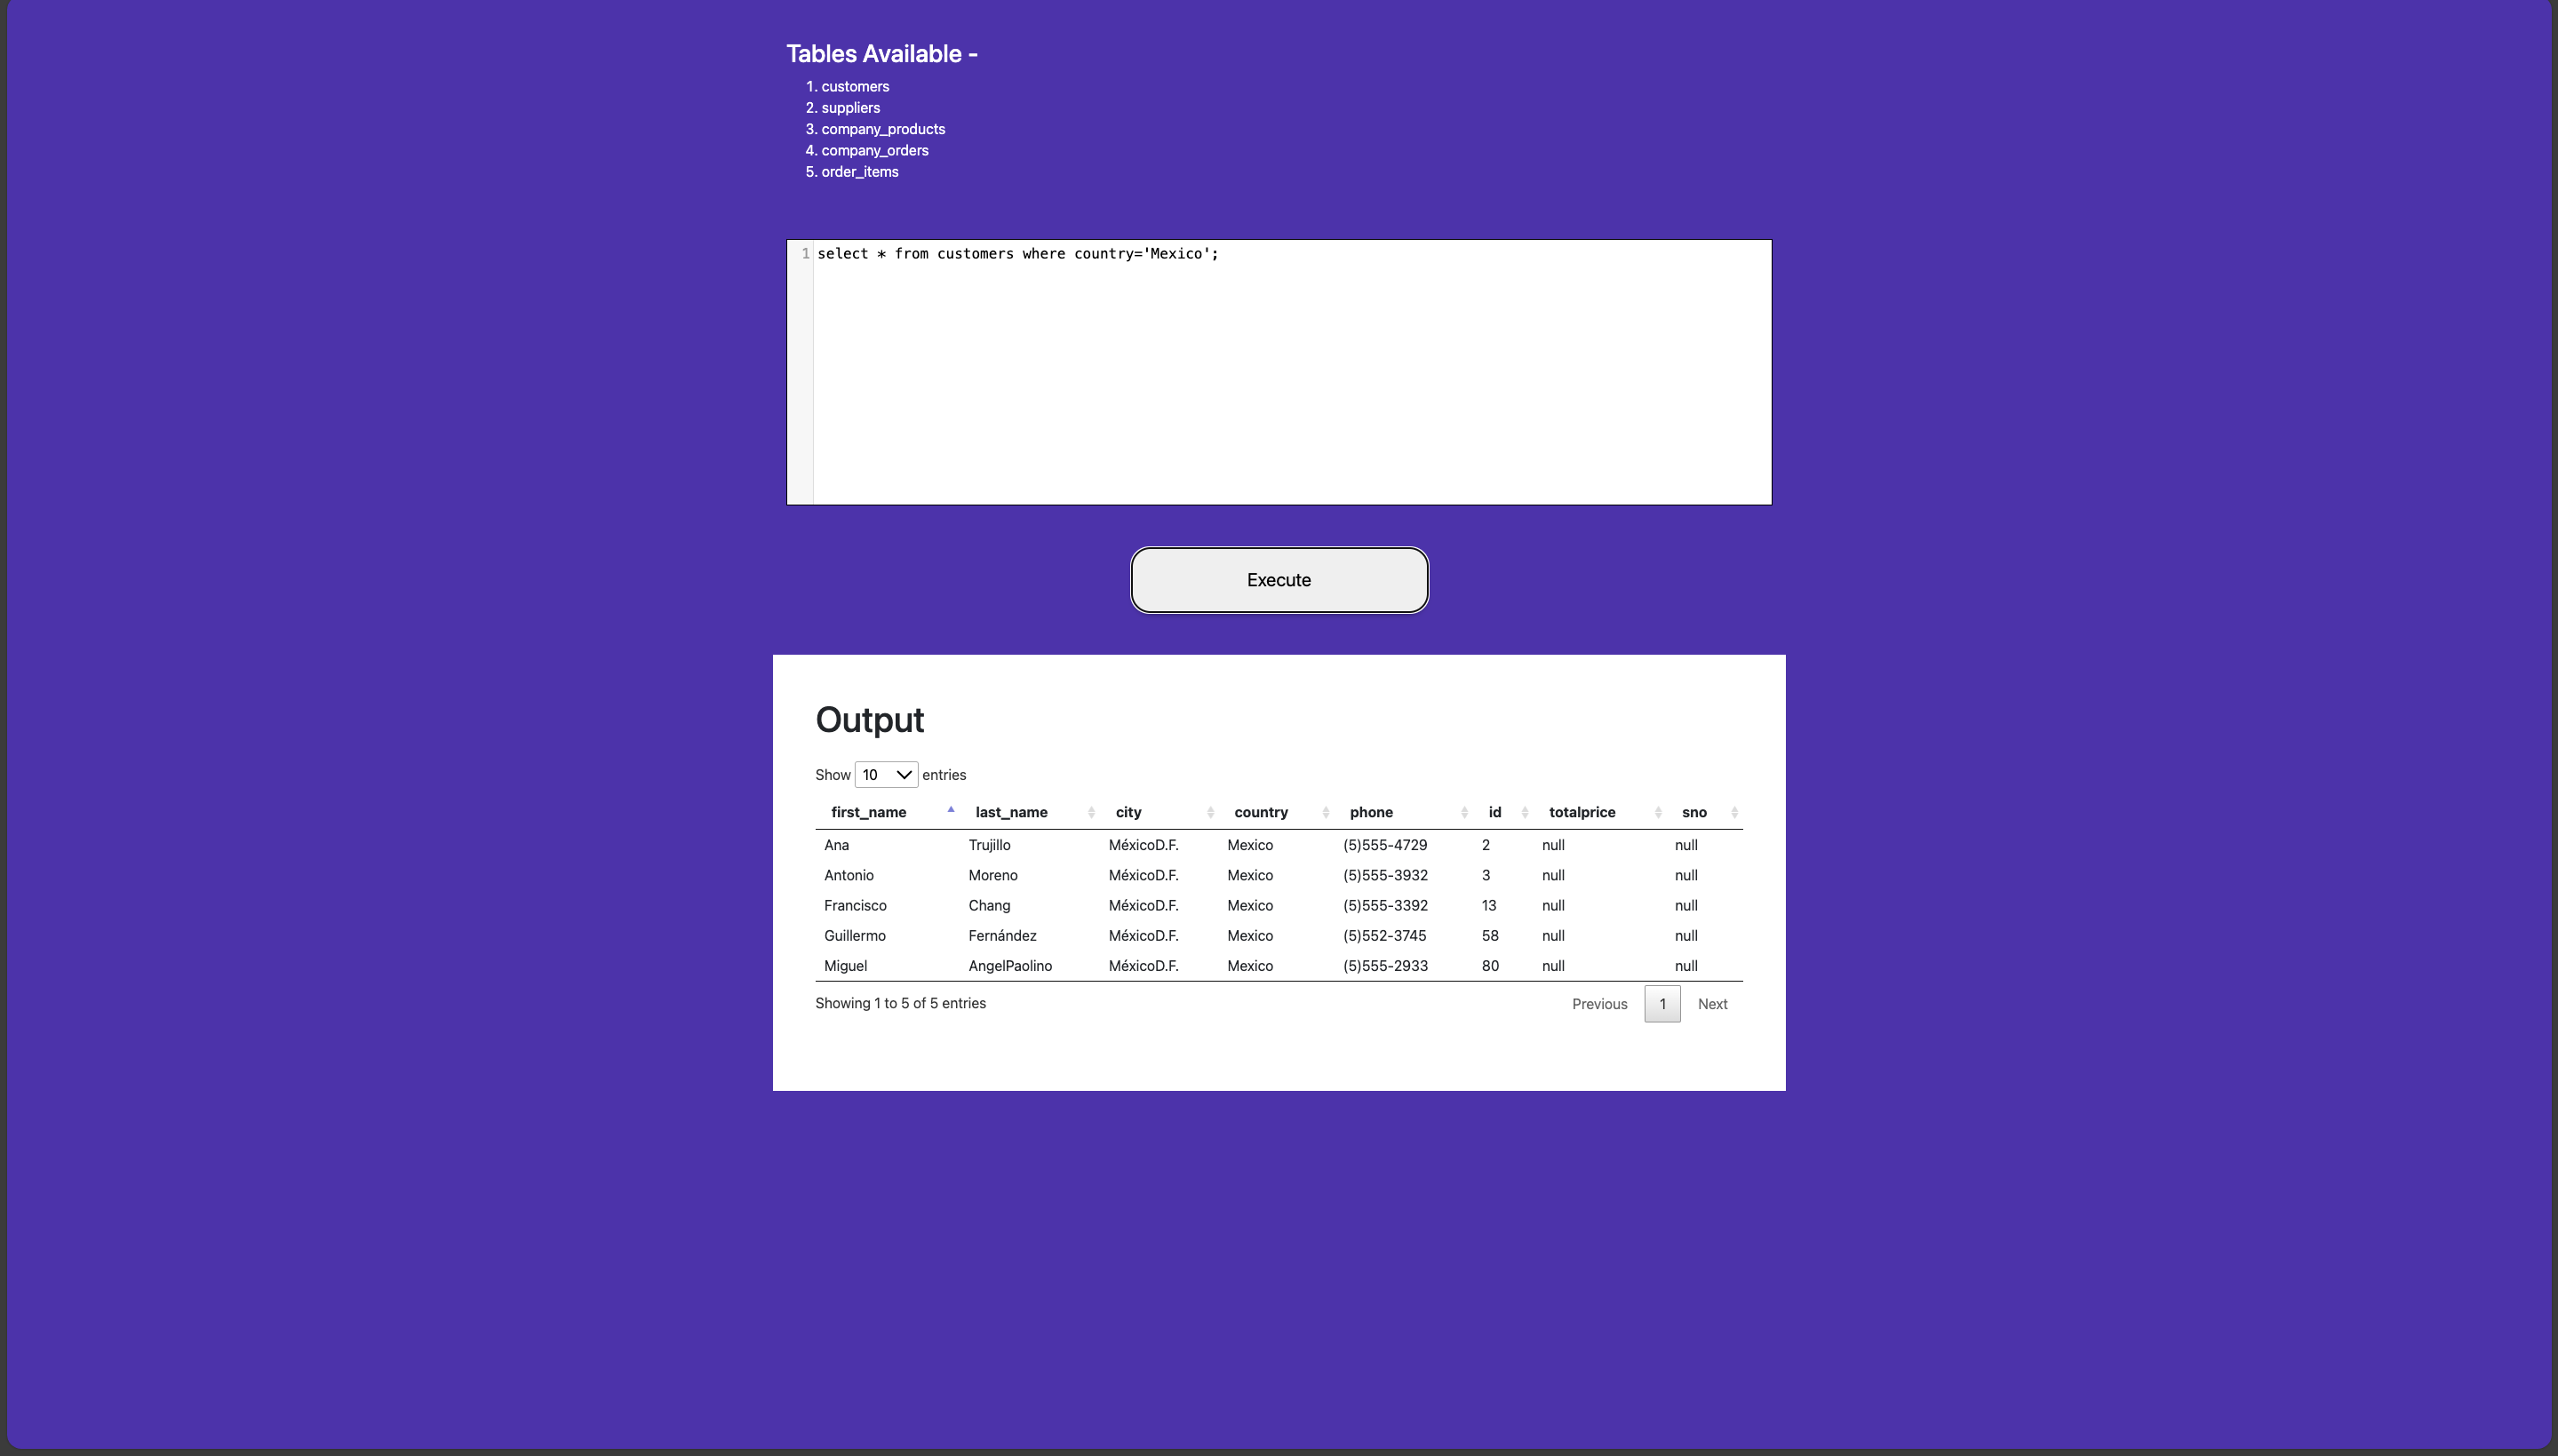 Tables Available -
1. customers
2. suppliers
3. company_products
4. company_orders
5. order_items
1 select * from customers where country='Mexico';
Execute
Output
Show 10 entries
first_name last_name city country phone id totalprice sno
Ana Trujillo MéxicoD.F. Mexico (5)555-4729 2 null null
Antonio Moreno MéxicoD.F. Mexico (5)555-3932 3 null null
Francisco Chang MéxicoD.F. Mexico (5)555-3392 13 null null
Guillermo Fernández MéxicoD.F. Mexico (5)552-3745 58 null null
Miguel AngelPaolino MéxicoD.F. Mexico (5)555-2933 80 null null
Showing 1 to 5 of 5 entries Previous 1 Next